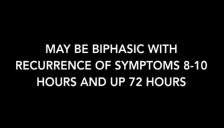 MAY BE BIPHASIC WITH
RECURRENCE OF SYMPTOMS 8-10
HOURS AND UP 72 HOURS